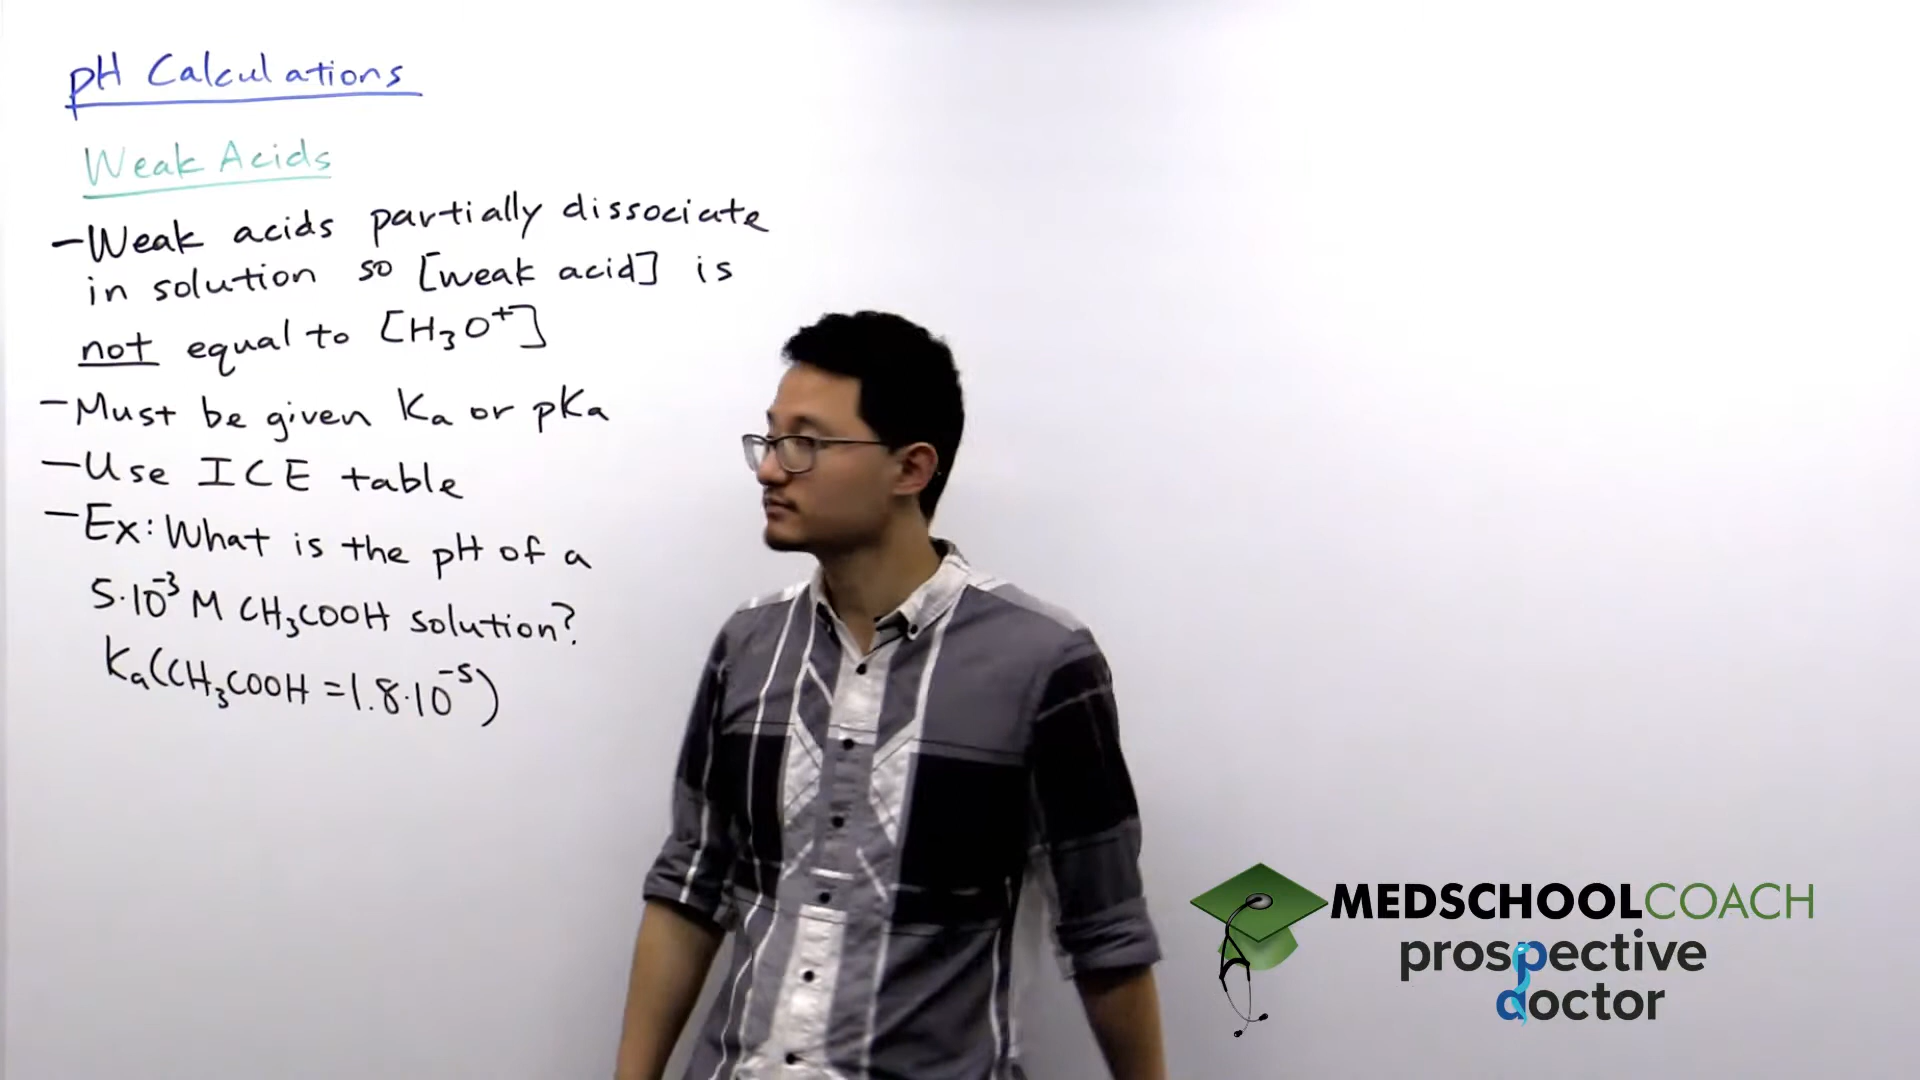 pH Calculations
Weak Acids
- Weak acids partially dissociate
in solution so [weak acid] is
not equal to [H₃O⁺]
- Must be given Ka or pKa
- Use ICE table
- Ex: What is the pH of a
5·10⁻³ M CH₃COOH solution?
Ka(CH₃COOH = 1.8·10⁻⁵)
MEDSCHOOLCOACH
prospective
doctor